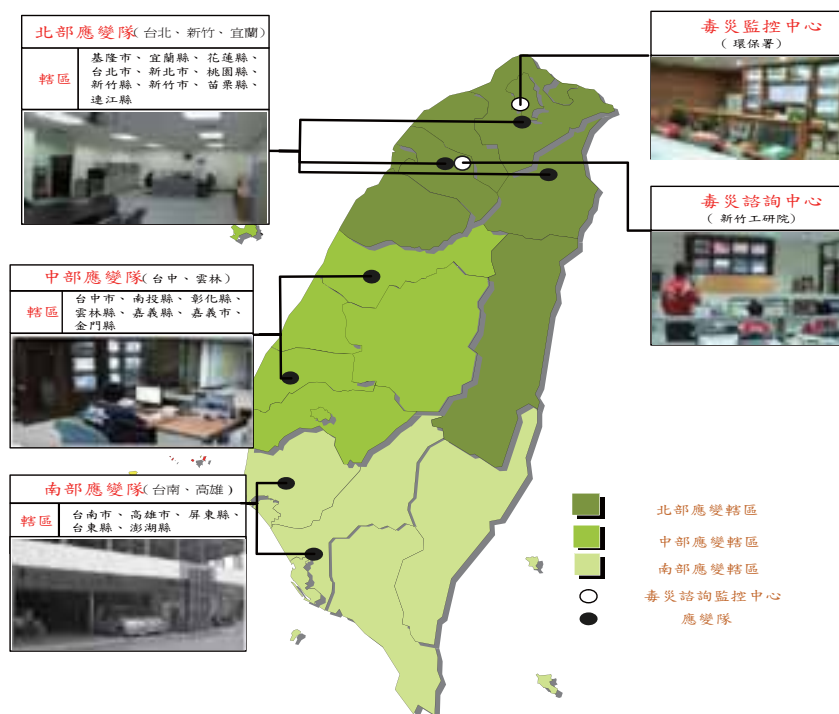 北部應變隊(台北、新竹、宜蘭)
轄區
基隆市、宜蘭縣、花蓮縣、
台北市、新北市、桃園縣、
新竹縣、新竹市、苗栗縣、
連江縣
毒災監控中心
(環保署)
毒災諮詢中心
(新竹工研院)
中部應變隊(台中、雲林)
轄區
台中市、南投縣、彰化縣、
雲林縣、嘉義縣、嘉義市、
金門縣
南部應變隊(台南、高雄)
轄區
台南市、高雄市、屏東縣、
台東縣、澎湖縣
北部應變轄區
中部應變轄區
南部應變轄區
毒災諮詢監控中心
應變隊